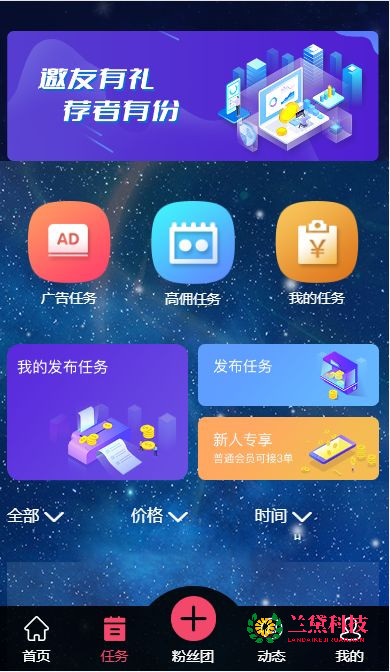 邀友有礼
荐者有份
AD
广告任务
高佣任务
我的任务
我的发布任务
发布任务
新人专享
普通会员可接3单
全部
价格
时间
兰黛科技
首页
任务
粉丝团
动态
我的